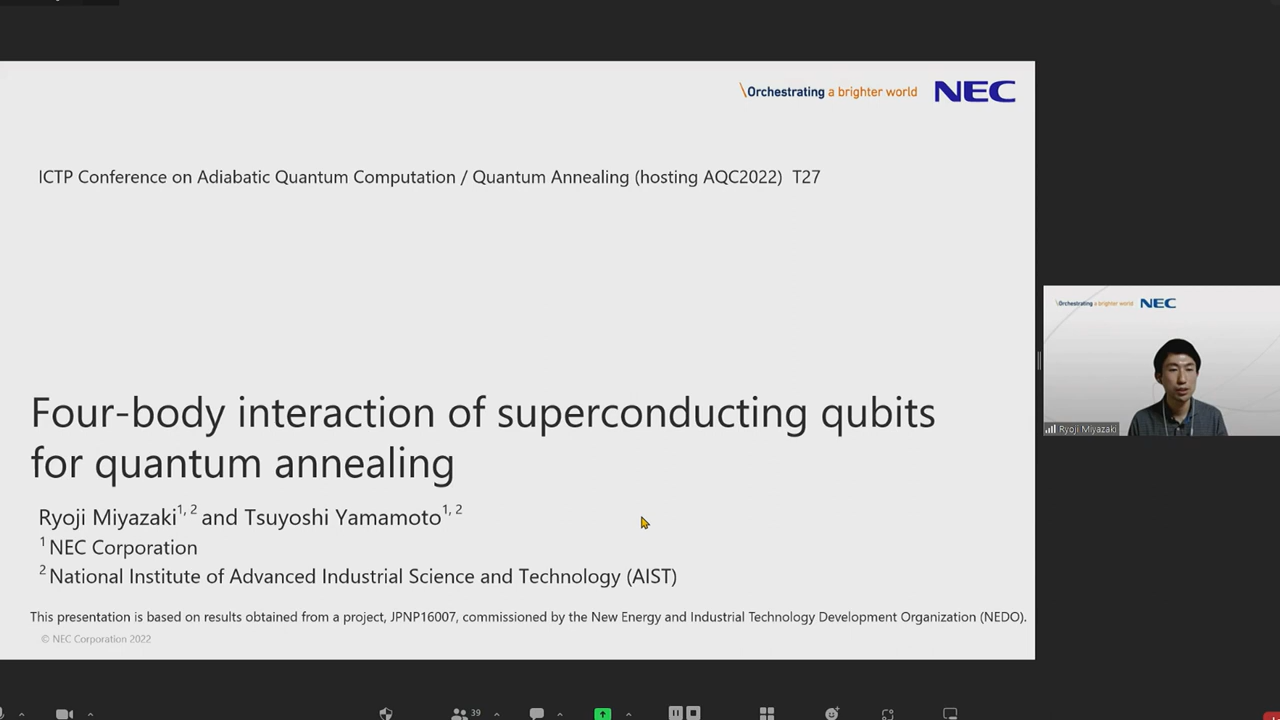 \Orchestrating a brighter world NEC
ICTP Conference on Adiabatic Quantum Computation / Quantum Annealing (hosting AQC2022) T27
Four-body interaction of superconducting qubits
for quantum annealing
Ryoji Miyazaki1, 2 and Tsuyoshi Yamamoto1, 2
1 NEC Corporation
2 National Institute of Advanced Industrial Science and Technology (AIST)
This presentation is based on results obtained from a project, JPNP16007, commissioned by the New Energy and Industrial Technology Development Organization (NEDO).
© NEC Corporation 2022
\Orchestrating a brighter world NEC
Ryoji Miyazaki
39